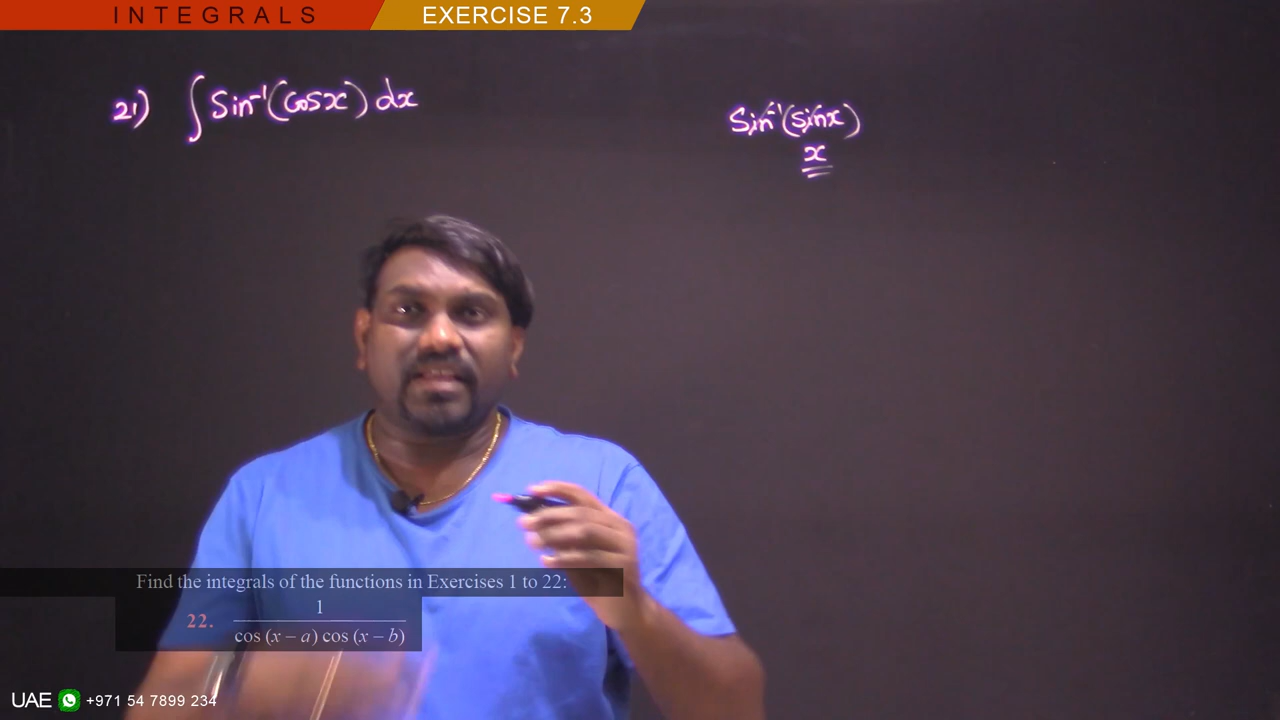 INTEGRALS EXERCISE 7.3
21) ∫ Sin⁻¹(Cosx) dx
Sin⁻¹(sinx)
x
Find the integrals of the functions in Exercises 1 to 22:
22. 1
cos (x – a) cos (x – b)
UAE +971 54 7899 234